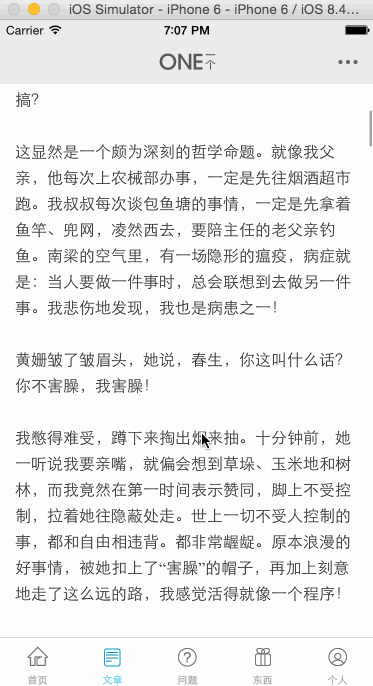 iOS Simulator - iPhone 6 - iPhone 6 / iOS 8.4...
Carrier 7:07 PM
ONE一个
搞？
这显然是一个颇为深刻的哲学命题。就像我父
亲，他每次上农械部办事，一定是先往烟酒超市
跑。我叔叔每次谈包鱼塘的事情，一定是先拿着
鱼竿、兜网，凌然西去，要陪主任的老父亲钓
鱼。南梁的空气里，有一场隐形的瘟疫，病症就
是：当人要做一件事时，总会联想到去做另一件
事。我悲伤地发现，我也是病患之一！
黄姗皱了皱眉头，她说，春生，你这叫什么话？
你不害臊，我害臊！
我憋得难受，蹲下来掏出烟来抽。十分钟前，她
一听说我要亲嘴，就偏会想到草垛、玉米地和树
林，而我竟然在第一时间表示赞同，脚上不受控
制，拉着她往隐蔽处走。世上一切不受人控制的
事，都和自由相违背。都非常龌龊。原本浪漫的
好事情，被她扣上了“害臊”的帽子，再加上刻意
地走了这么远的路，我感觉活得就像一个程序！
首页 文章 问题 东西 个人